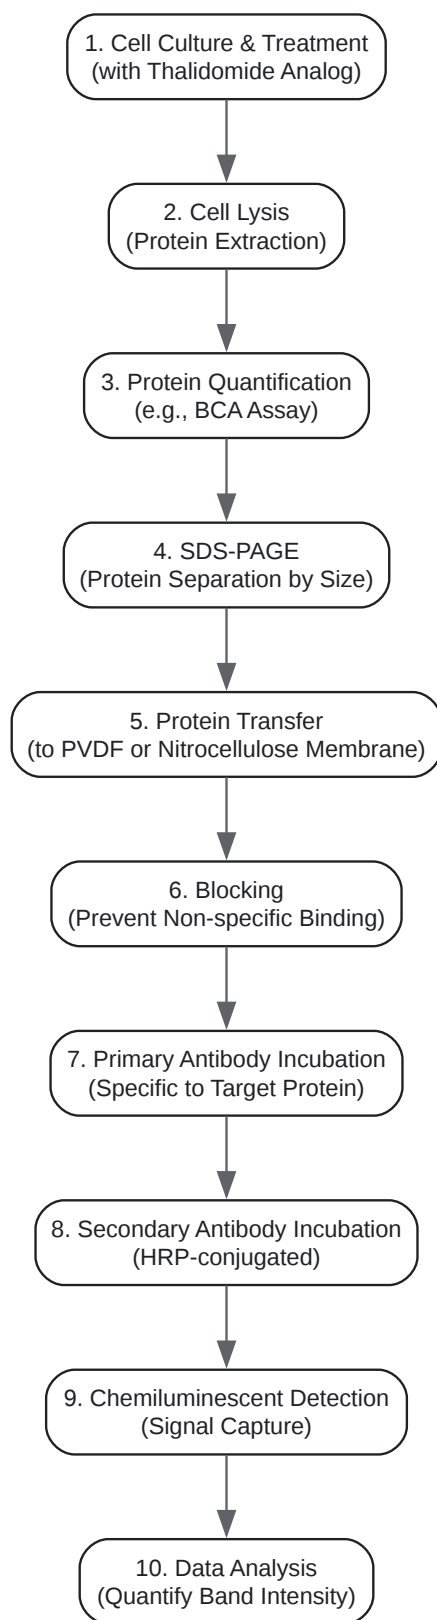 1. Cell Culture & Treatment
(with Thalidomide Analog)
2. Cell Lysis
(Protein Extraction)
3. Protein Quantification
(e.g., BCA Assay)
4. SDS-PAGE
(Protein Separation by Size)
5. Protein Transfer
(to PVDF or Nitrocellulose Membrane)
6. Blocking
(Prevent Non-specific Binding)
7. Primary Antibody Incubation
(Specific to Target Protein)
8. Secondary Antibody Incubation
(HRP-conjugated)
9. Chemiluminescent Detection
(Signal Capture)
10. Data Analysis
(Quantify Band Intensity)